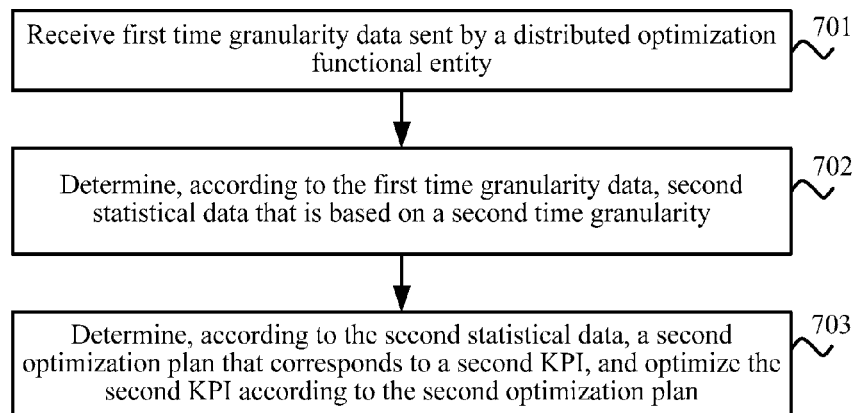 Receive first time granularity data sent by a distributed optimization
functional entity
701
Determine, according to the first time granularity data, second
statistical data that is based on a second time granularity
702
Determine, according to the second statistical data, a second
optimization plan that corresponds to a second KPI, and optimize the
second KPI according to the second optimization plan
703